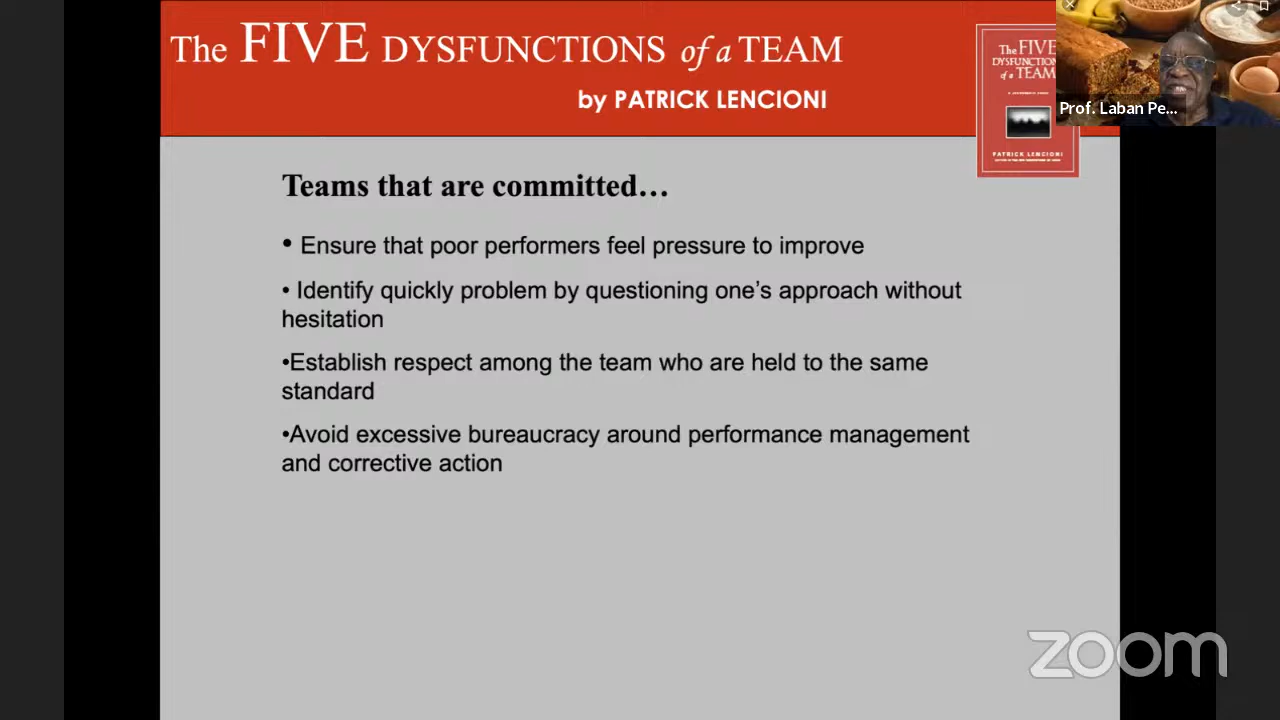 The FIVE DYSFUNCTIONS of a TEAM
by PATRICK LENCIONI
The FIVE
DYSFUNCTION
of a TEAM
PATRICK LENCIONI
Prof. Laban Pe...
Teams that are committed…
• Ensure that poor performers feel pressure to improve
• Identify quickly problem by questioning one’s approach without
hesitation
•Establish respect among the team who are held to the same
standard
•Avoid excessive bureaucracy around performance management
and corrective action
zoom